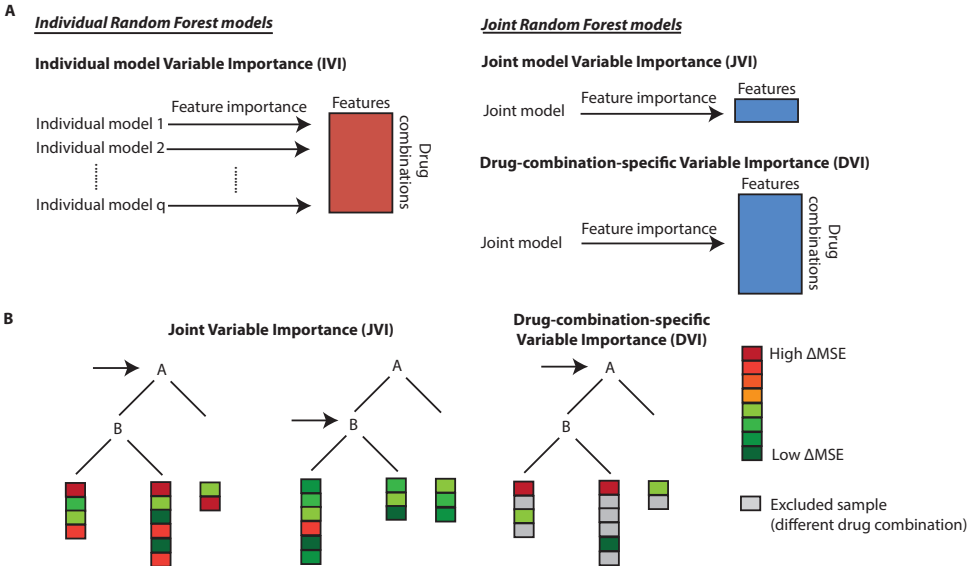 A
Individual Random Forest models
Individual model Variable Importance (IVI)
Feature importance
Features
Individual model 1
Individual model 2
Individual model q
Drug
combinations
Joint Random Forest models
Joint model Variable Importance (JVI)
Features
Joint model
Feature importance
Drug-combination-specific Variable Importance (DVI)
Features
Joint model
Feature importance
Drug
combinations
B
Joint Variable Importance (JVI)
A
B
A
B
Drug-combination-specific
Variable Importance (DVI)
A
B
High ΔMSE
Low ΔMSE
Excluded sample
(different drug combination)